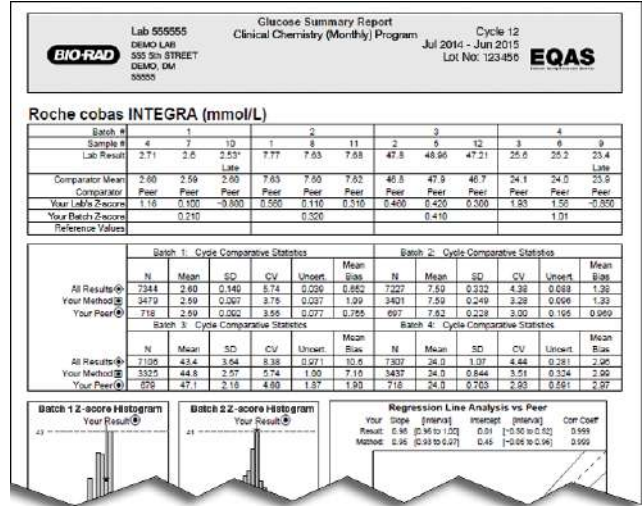 Lab 555555
DEMO LAB
555 5th STREET
DEMO, DM
55555
BIO-RAD
Glucose Summary Report
Clinical Chemistry (Monthly) Program
Cycle 12
Jul 2014 - Jun 2015
Lot No: 123456
EQAS
Roche cobas INTEGRA (mmol/L)
Batch # 1 2 3 4
Sample # 4 7 10 1 8 11 2 5 12 3 6 9
Lab Result 2.71 2.6 2.53* 7.77 7.63 7.68 47.8 48.96 47.21 25.6 25.2 23.4
Late Late
Comparator Mean 2.60 2.59 2.60 7.63 7.60 7.62 46.8 47.9 46.7 24.1 24.0 23.9
Comparator Peer Peer Peer Peer Peer Peer Peer Peer Peer Peer Peer Peer
Your Lab's Z-score 1.16 0.100 -0.800 0.560 0.110 0.310 0.460 0.420 0.300 1.93 1.56 -0.850
Your Batch Z-score 0.210 0.320 0.410 1.01
Reference Values
Batch 1: Cycle Comparative Statistics Batch 2: Cycle Comparative Statistics
N Mean SD CV Uncert. Mean Bias N Mean SD CV Uncert. Mean Bias
All Results 7344 2.60 0.149 5.74 0.039 0.652 7227 7.59 0.332 4.38 0.088 1.38
Your Method 3479 2.59 0.097 3.75 0.037 1.09 3401 7.59 0.249 3.28 0.096 1.33
Your Peer 718 2.59 0.092 3.56 0.077 0.765 697 7.62 0.228 3.00 0.195 0.969
Batch 3: Cycle Comparative Statistics Batch 4: Cycle Comparative Statistics
N Mean SD CV Uncert. Mean Bias N Mean SD CV Uncert. Mean Bias
All Results 7106 43.4 3.64 8.38 0.971 10.6 7307 24.0 1.07 4.44 0.281 2.96
Your Method 3325 44.8 2.57 5.74 1.00 7.16 3437 24.0 0.844 3.51 0.324 2.99
Your Peer 679 47.1 2.16 4.60 1.87 1.90 718 24.0 0.703 2.93 0.591 2.97
Batch 1 Z-score Histogram
Your Result
43
Batch 2 Z-score Histogram
Your Result
41
Regression Line Analysis vs Peer
Your Slope [Interval] Intercept [Interval] Corr Coeff
Result: 0.98 [0.96 to 1.00] 0.01 [-0.50 to 0.52] 0.999
Method: 0.95 [0.93 to 0.97] 0.45 [-0.06 to 0.96] 0.999